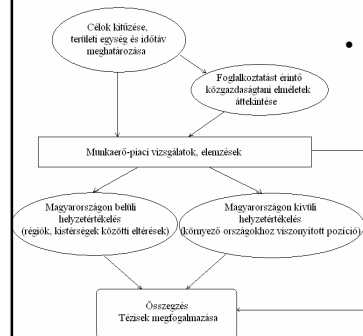 Célok kitűzése,
területi egység és időtáv
meghatározása
Foglalkoztatást érintő
közgazdaságtani elméletek
áttekintése
Munkaerő-piaci vizsgálatok, elemzések
Magyarországon belüli
helyzetértékelés
(régiók, kistérségek közötti eltérések)
Magyarországon kívüli
helyzetértékelés
(környező országokhoz viszonyított pozíció)
Összegzés
Tézisek megfogalmazása